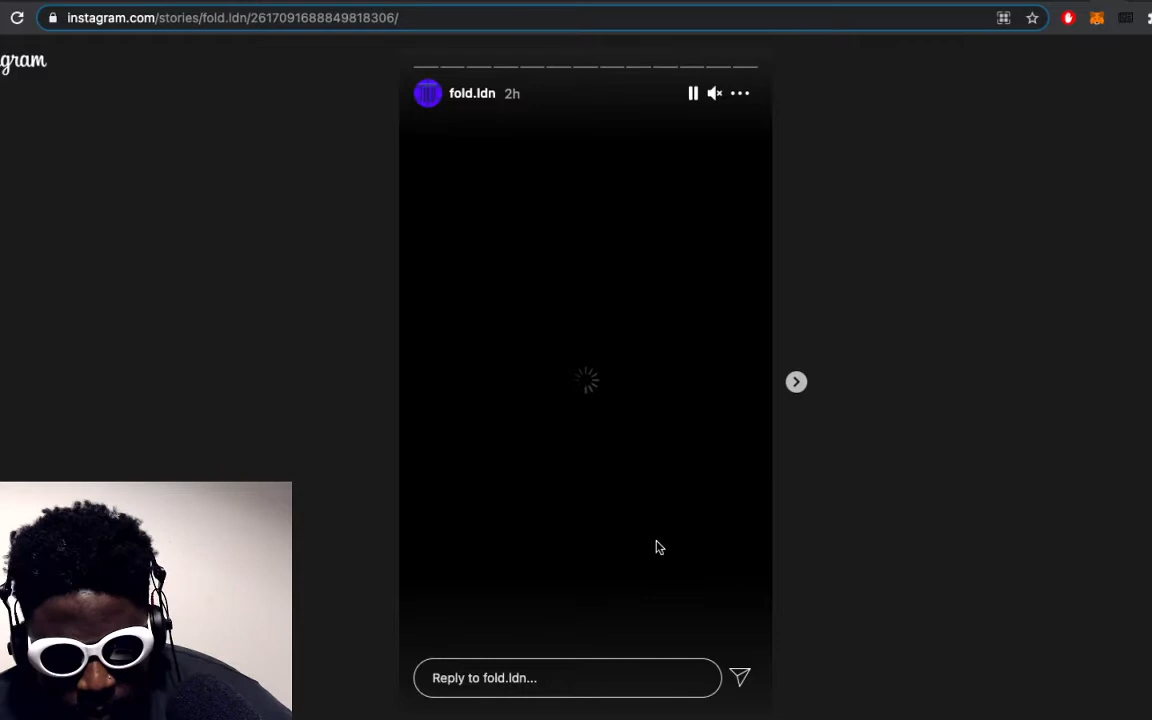 instagram.com/stories/fold.ldn/2617091688849818306/
gram
fold.ldn 2h
Reply to fold.ldn...